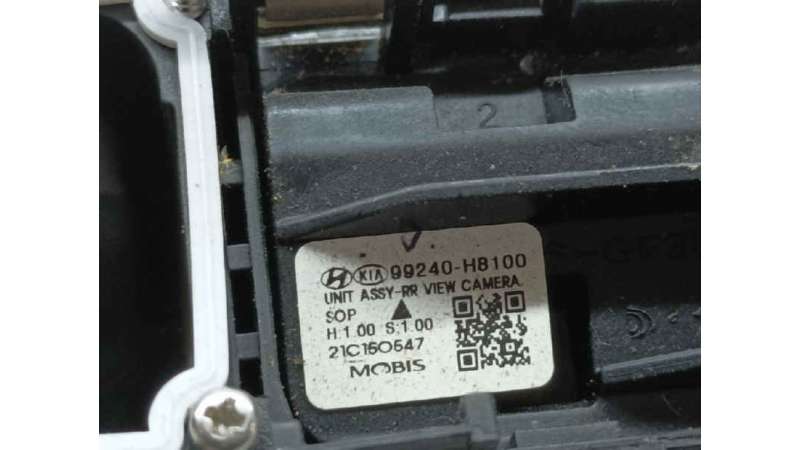 2
KIA 99240-H8100
UNIT ASSY-RR VIEW CAMERA
SOP
H:1.00 S:1.00
21C150547
MOBIS